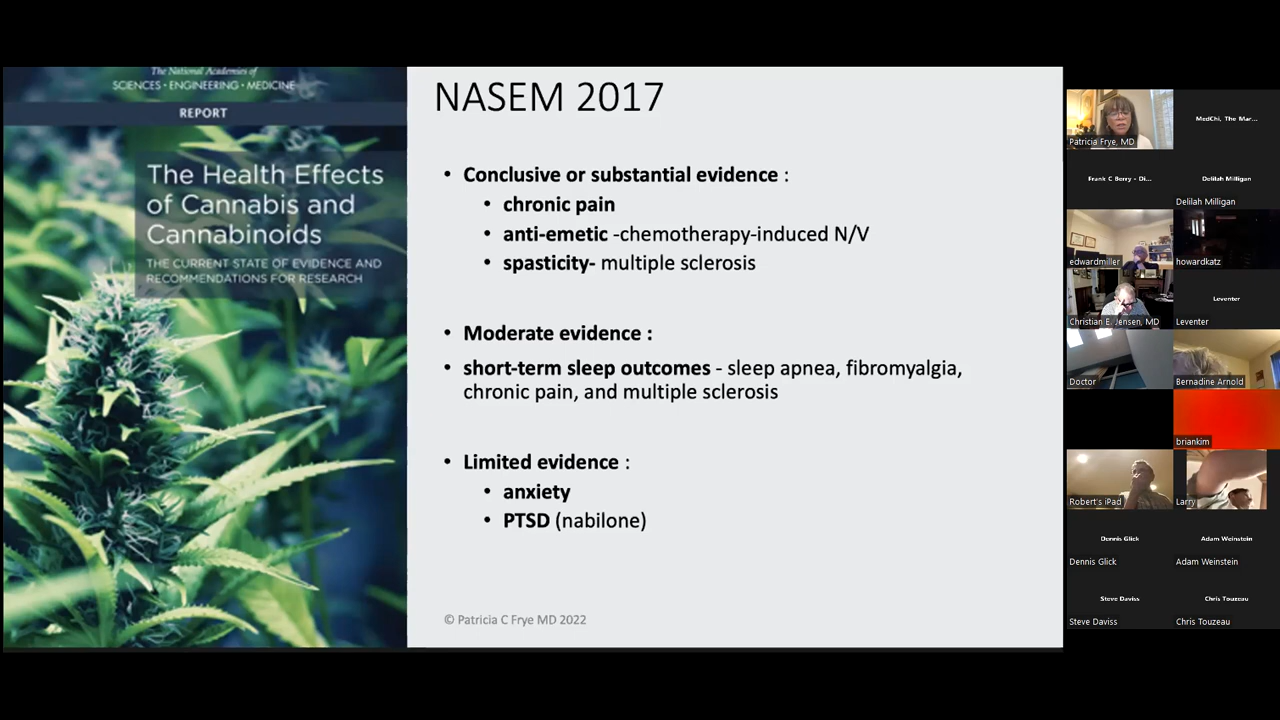 The National Academies of
SCIENCES • ENGINEERING • MEDICINE
REPORT
The Health Effects
of Cannabis and
Cannabinoids
THE CURRENT STATE OF EVIDENCE AND
RECOMMENDATIONS FOR RESEARCH
NASEM 2017
• Conclusive or substantial evidence :
• chronic pain
• anti-emetic -chemotherapy-induced N/V
• spasticity- multiple sclerosis
• Moderate evidence :
• short-term sleep outcomes - sleep apnea, fibromyalgia,
chronic pain, and multiple sclerosis
• Limited evidence :
• anxiety
• PTSD (nabilone)
© Patricia C Frye MD 2022
Patricia Frye, MD
MedChi, The Mar...
Frank C Berry - Di...
Delilah Milligan
Delilah Milligan
edwardmiller
howardkatz
Christian E. Jensen, MD
Leventer
Leventer
Doctor
Bernadine Arnold
briankim
Robert's iPad
Larry
Dennis Glick
Adam Weinstein
Dennis Glick
Adam Weinstein
Steve Daviss
Chris Touzeau
Steve Daviss
Chris Touzeau